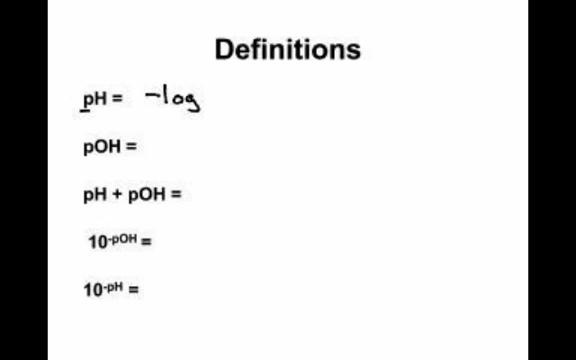 Definitions
pH = -log
pOH =
pH + pOH =
10-pOH =
10-pH =